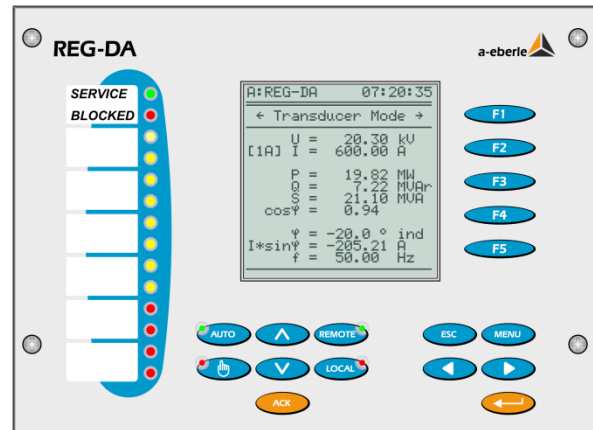 REG-DA
a-eberle
SERVICE
BLOCKED
A:REG-DA 07:20:35
← Transducer Mode →
U = 20.30 kV
[1A] I = 600.00 A
P = 19.82 MW
Q = 7.22 MVAr
S = 21.10 MVA
cosφ = 0.94
φ = -20.0 ° ind
I*sinφ = -205.21 A
f = 50.00 Hz
F1
F2
F3
F4
F5
AUTO
REMOTE
ESC
MENU
LOCAL
ACK